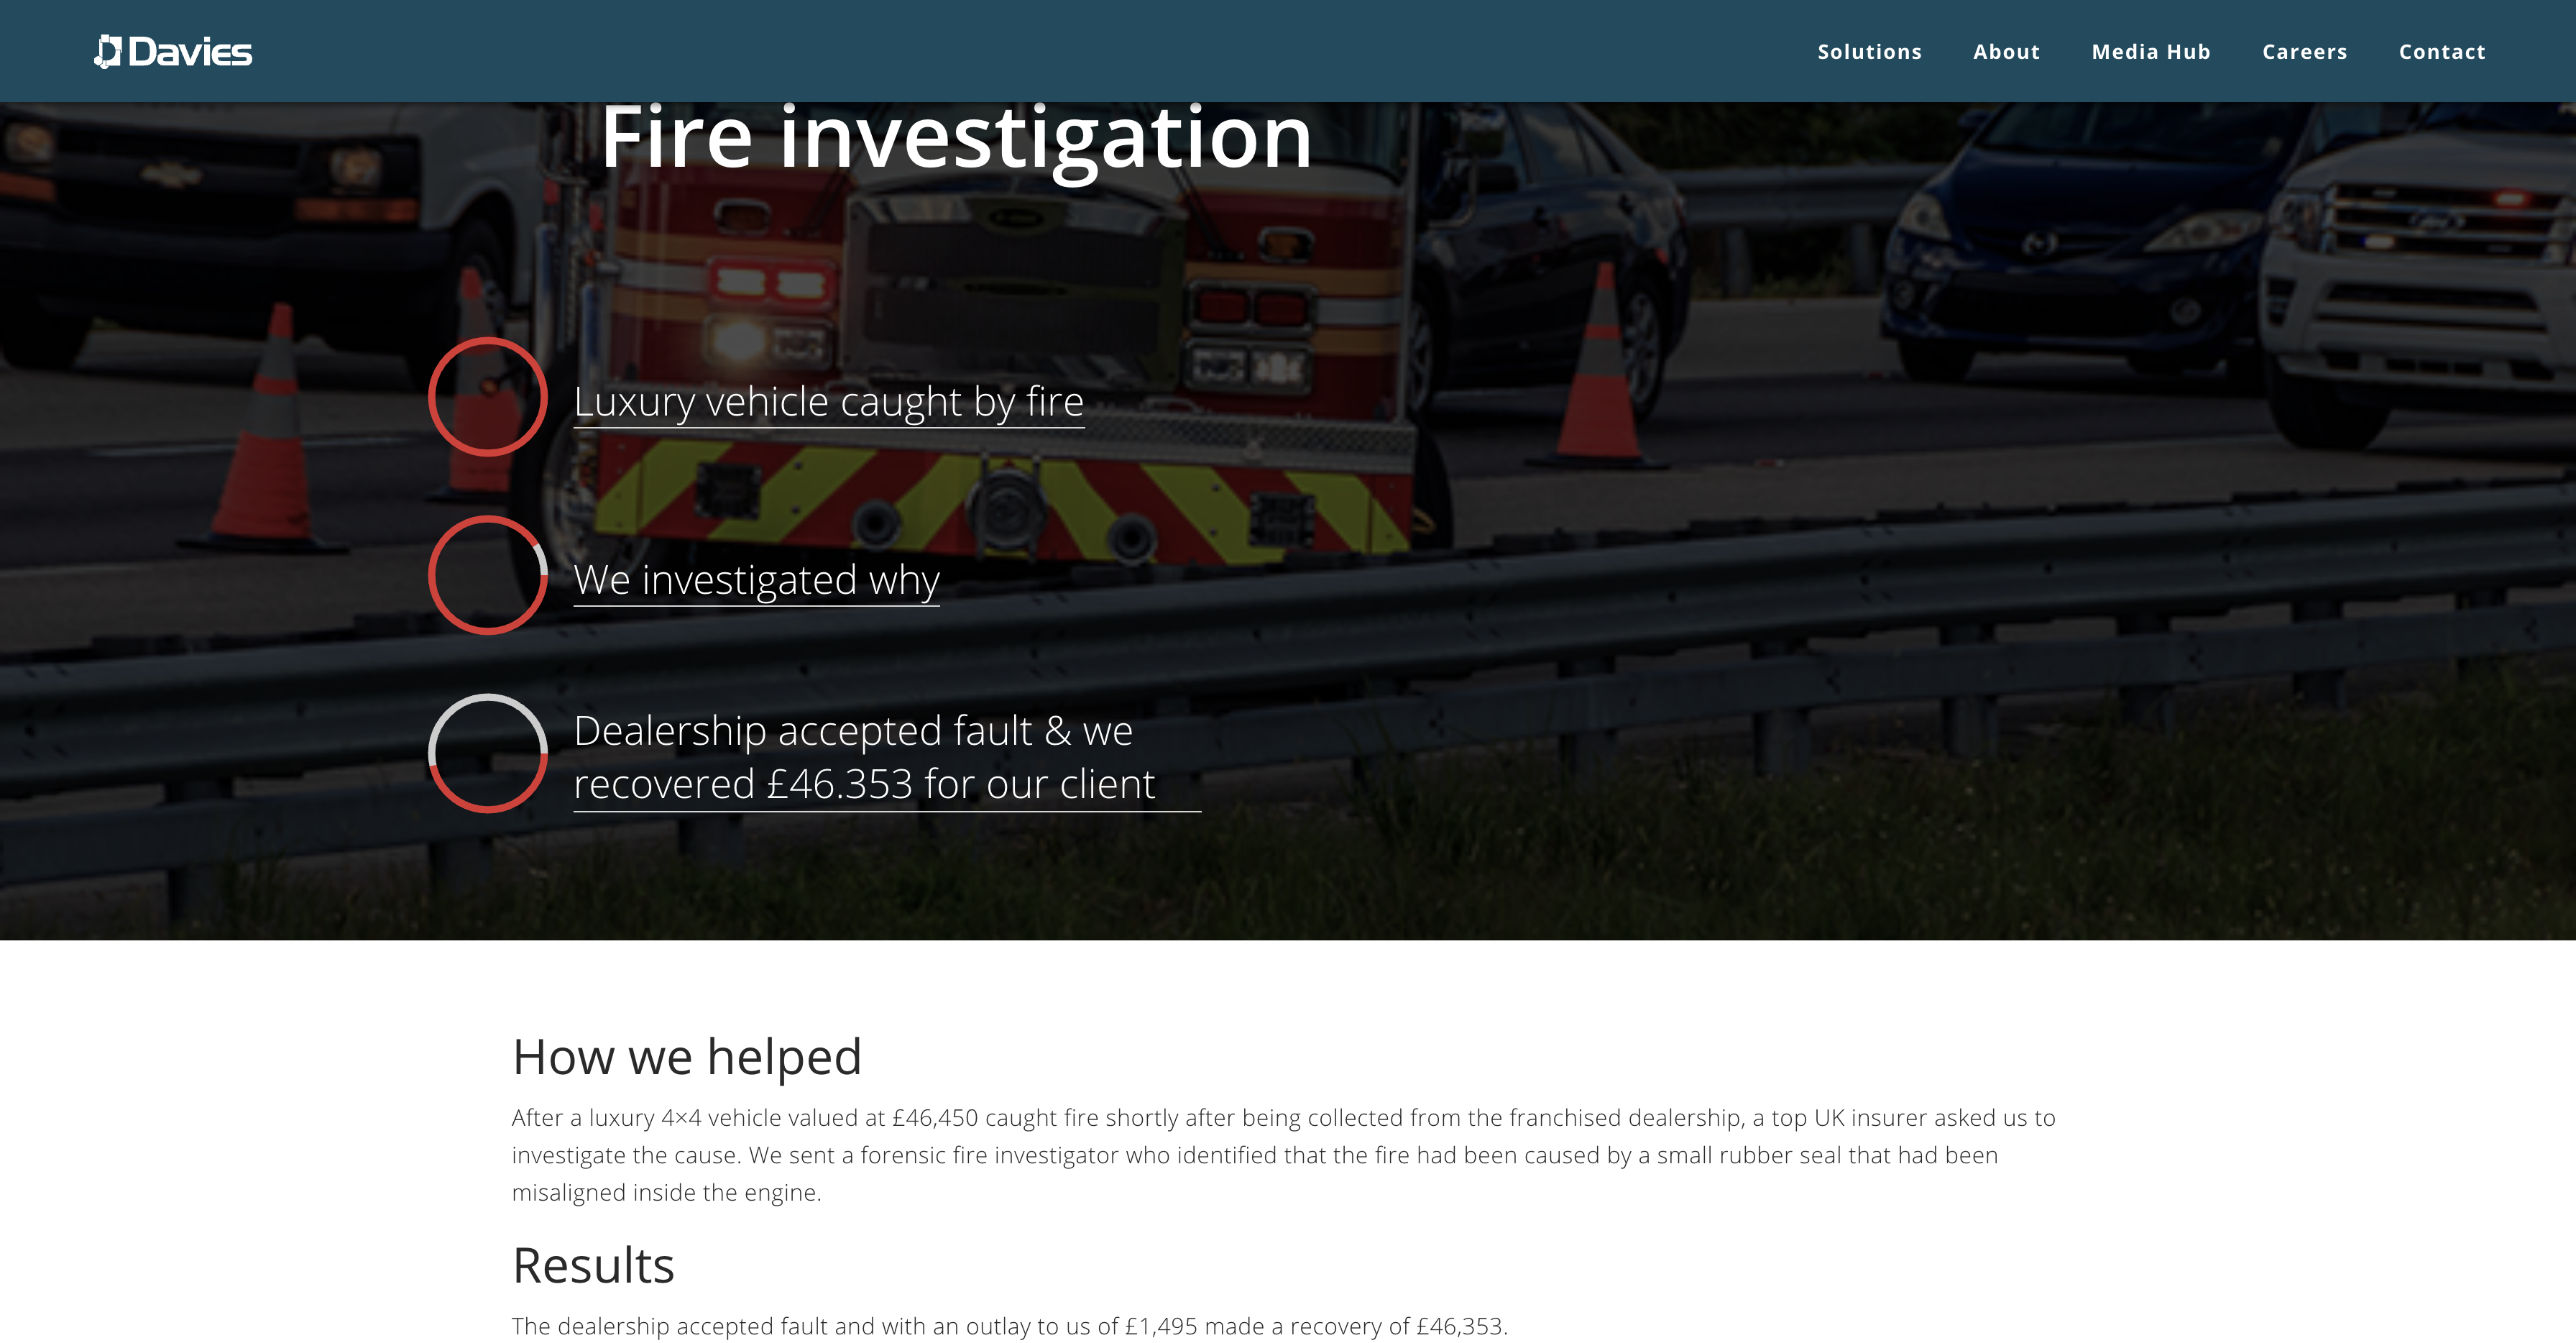 Davies
Solutions
About
Media Hub
Careers
Contact
Fire investigation
Luxury vehicle caught by fire
We investigated why
Dealership accepted fault & we
recovered £46.353 for our client
How we helped
After a luxury 4×4 vehicle valued at £46,450 caught fire shortly after being collected from the franchised dealership, a top UK insurer asked us to
investigate the cause. We sent a forensic fire investigator who identified that the fire had been caused by a small rubber seal that had been
misaligned inside the engine.
Results
The dealership accepted fault and with an outlay to us of £1,495 made a recovery of £46,353.